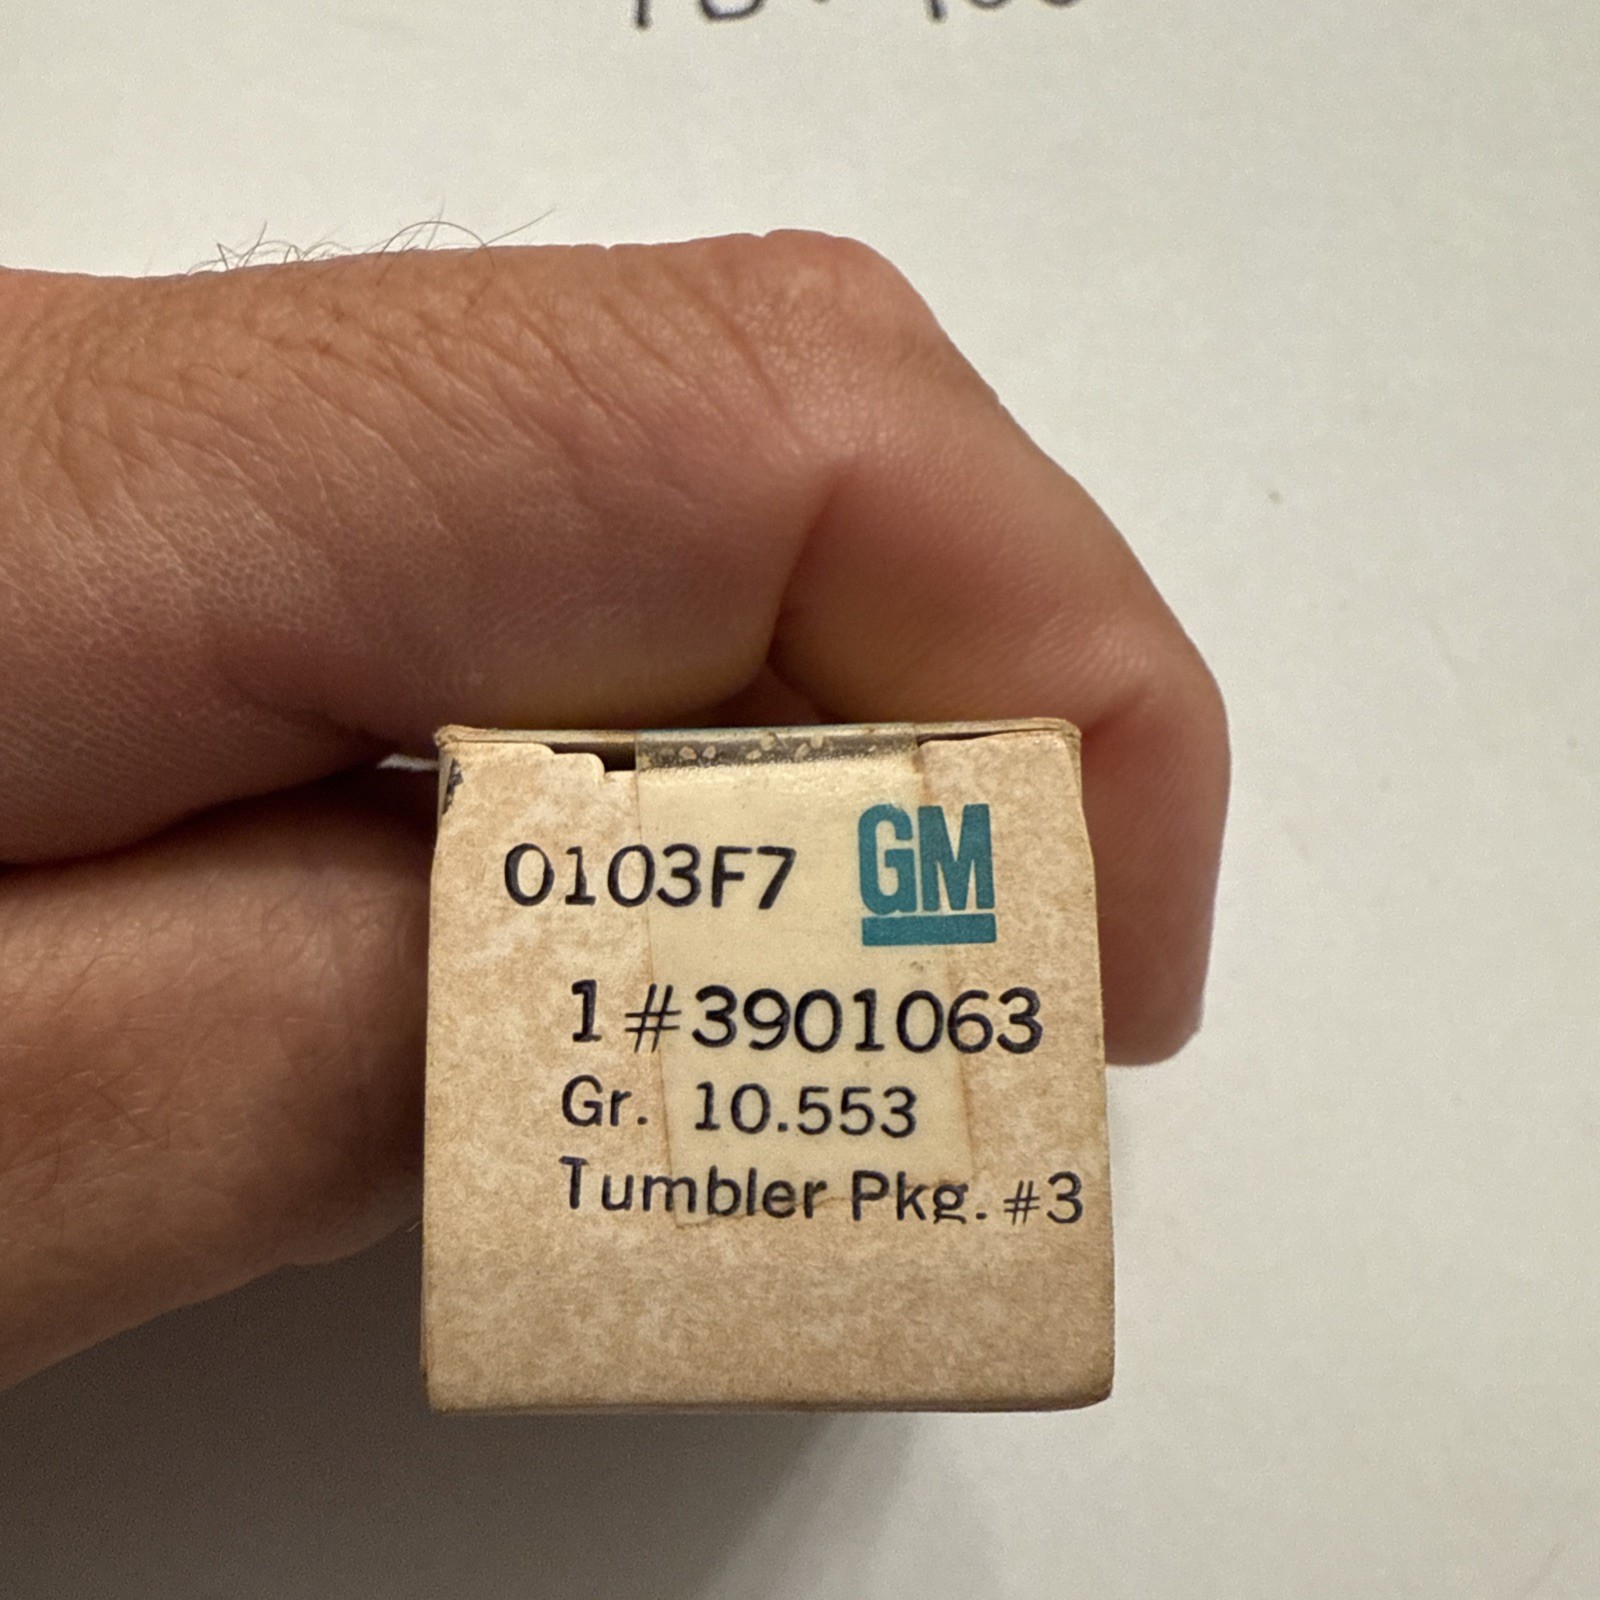 0103F7 GM
1 #3901063
Gr. 10.553
Tumbler Pkg. #3